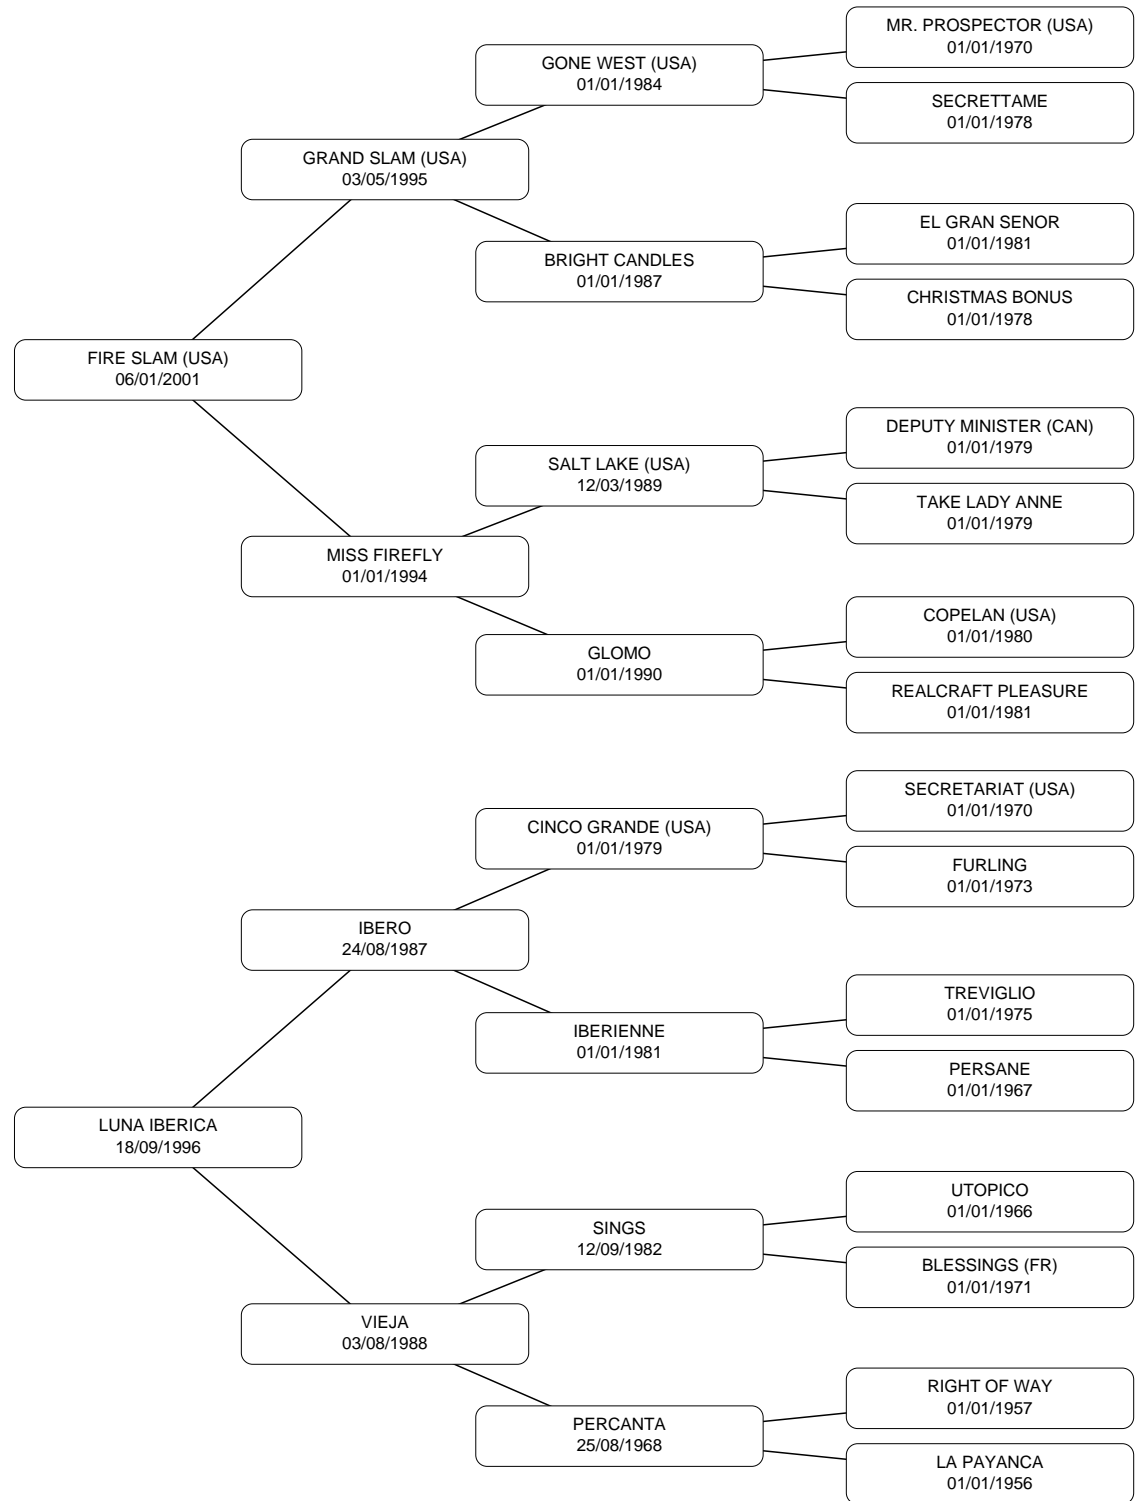 MR. PROSPECTOR (USA)
01/01/1970
GONE WEST (USA)
01/01/1984
SECRETTAME
01/01/1978
GRAND SLAM (USA)
03/05/1995
EL GRAN SENOR
01/01/1981
BRIGHT CANDLES
01/01/1987
CHRISTMAS BONUS
01/01/1978
FIRE SLAM (USA)
06/01/2001
DEPUTY MINISTER (CAN)
01/01/1979
SALT LAKE (USA)
12/03/1989
TAKE LADY ANNE
01/01/1979
MISS FIREFLY
01/01/1994
COPELAN (USA)
01/01/1980
GLOMO
01/01/1990
REALCRAFT PLEASURE
01/01/1981
SECRETARIAT (USA)
01/01/1970
CINCO GRANDE (USA)
01/01/1979
FURLING
01/01/1973
IBERO
24/08/1987
TREVIGLIO
01/01/1975
IBERIENNE
01/01/1981
PERSANE
01/01/1967
LUNA IBERICA
18/09/1996
UTOPICO
01/01/1966
SINGS
12/09/1982
BLESSINGS (FR)
01/01/1971
VIEJA
03/08/1988
RIGHT OF WAY
01/01/1957
PERCANTA
25/08/1968
LA PAYANCA
01/01/1956